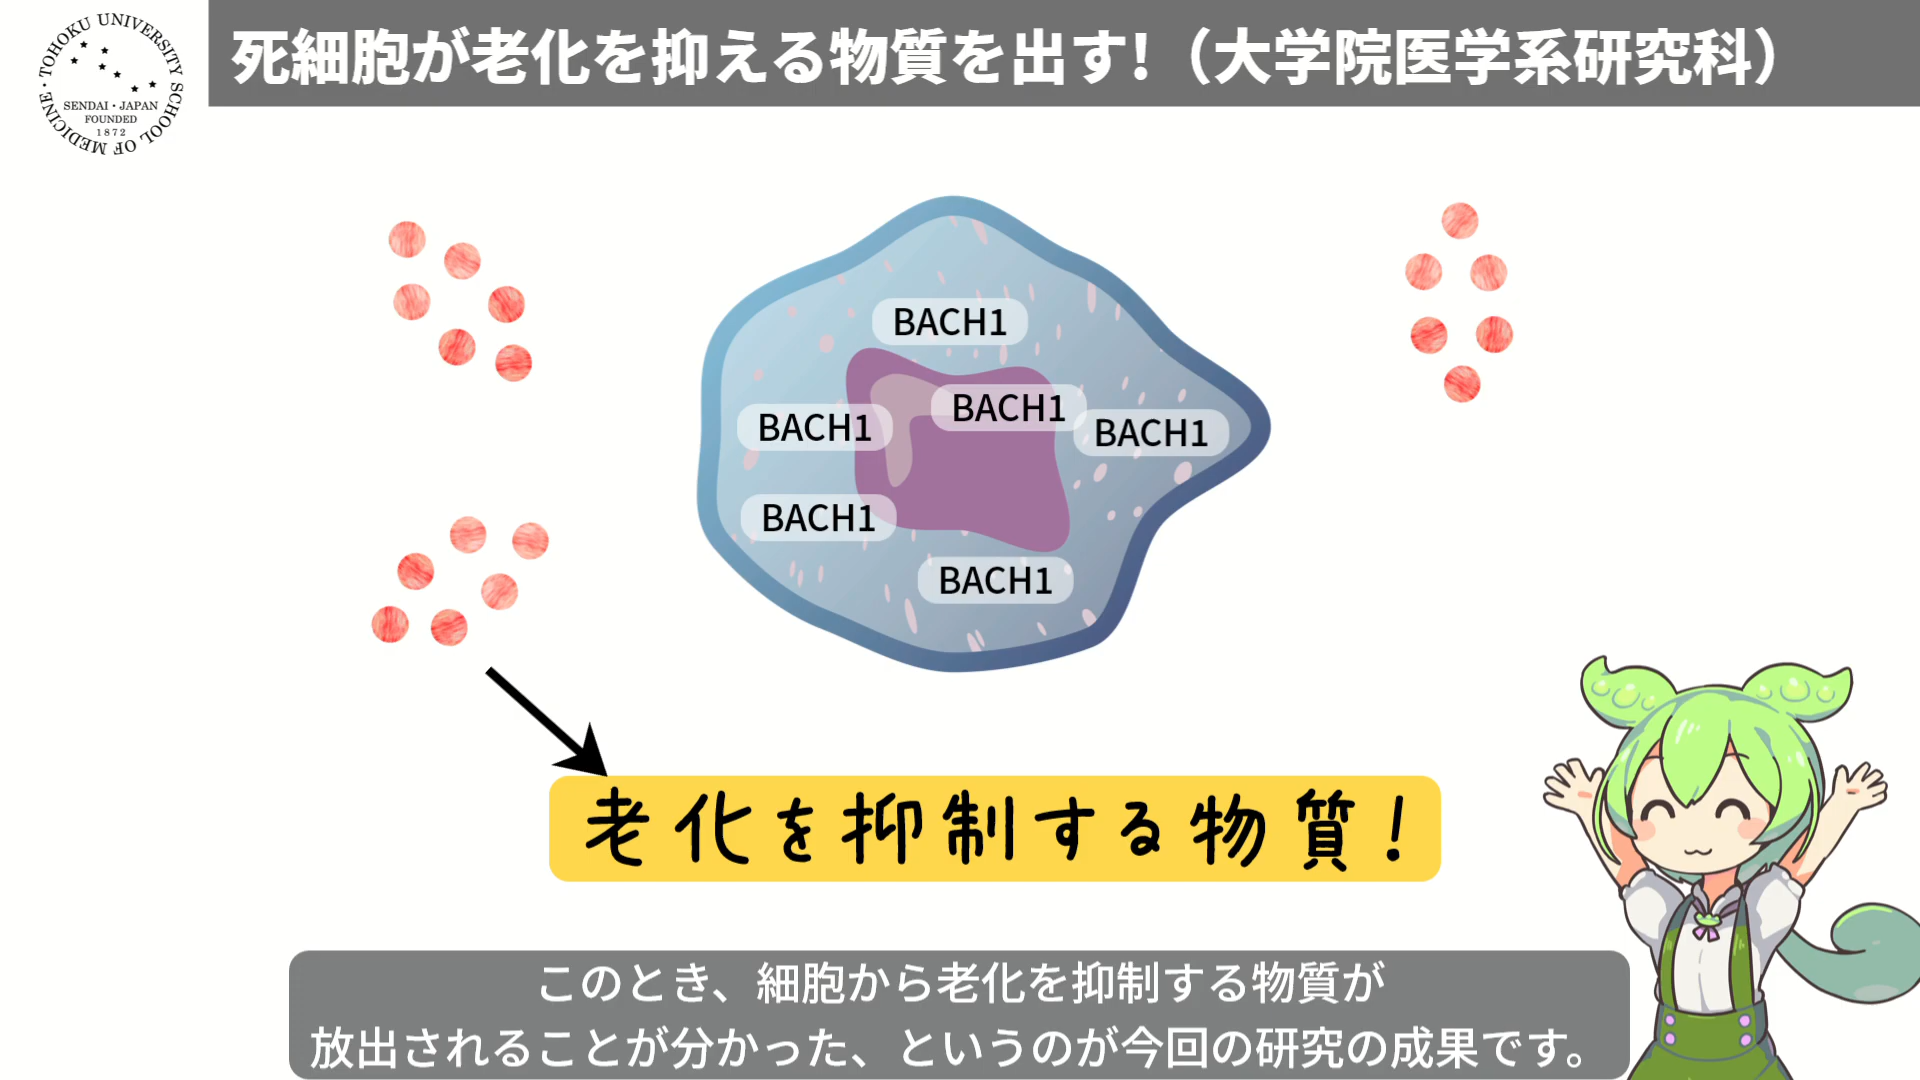 TOHOKU UNIVERSITY SCHOOL OF MEDICINE
SENDAI・JAPAN
FOUNDED
1872
死細胞が老化を抑える物質を出す!（大学院医学系研究科）
BACH1
BACH1
BACH1
BACH1
BACH1
BACH1
老化を抑制する物質!
このとき、細胞から老化を抑制する物質が
放出されることが分かった、というのが今回の研究の成果です。